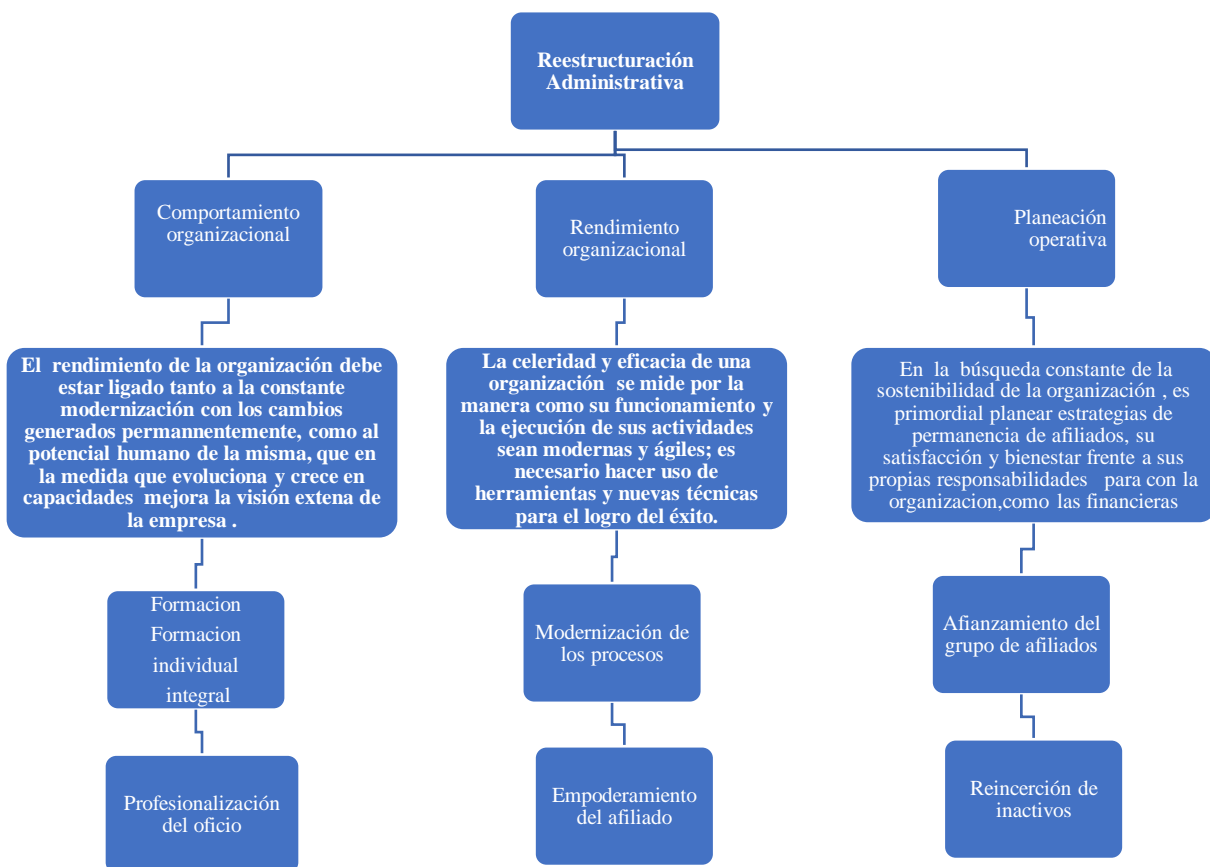 Reestructuración
Administrativa
Comportamiento
organizacional
Rendimiento
organizacional
Planeación
operativa
El rendimiento de la organización debe
estar ligado tanto a la constante
modernización con los cambios
generados permannentemente, como al
potencial humano de la misma, que en
la medida que evoluciona y crece en
capacidades mejora la visión extena de
la empresa .
La celeridad y eficacia de una
organización se mide por la
manera como su funcionamiento y
la ejecución de sus actividades
sean modernas y ágiles; es
necesario hacer uso de
herramientas y nuevas técnicas
para el logro del éxito.
En la búsqueda constante de la
sostenibilidad de la organización , es
primordial planear estrategias de
permanencia de afiliados, su
satisfacción y bienestar frente a sus
propias responsabilidades para con la
organizacion,como las financieras
Formacion
Formacion
individual
integral
Modernización de
los procesos
Afianzamiento del
grupo de afiliados
Profesionalización
del oficio
Empoderamiento
del afiliado
Reincerción de
inactivos